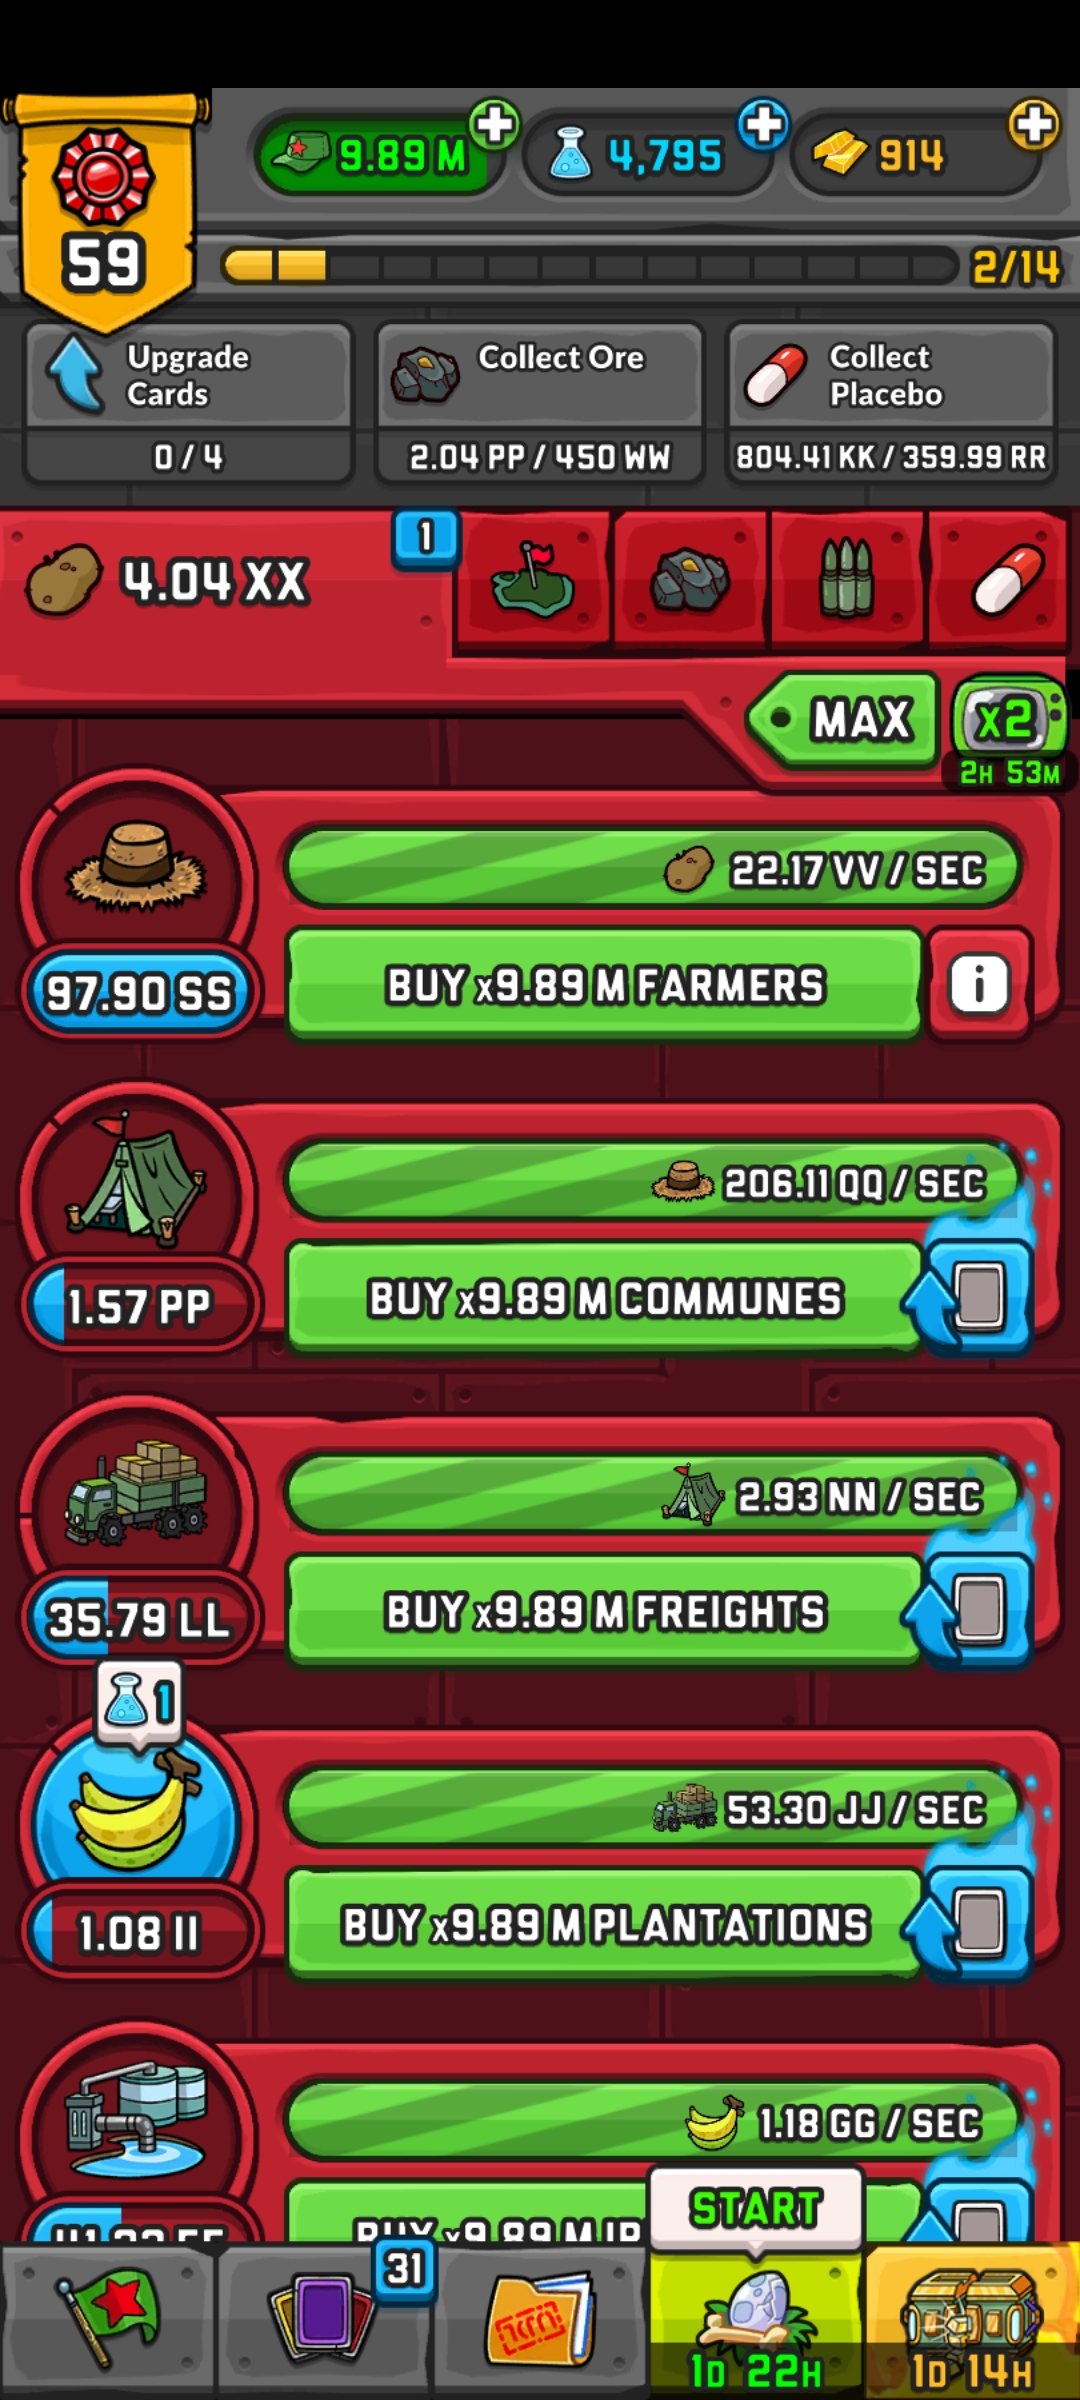 9.89 M
4,795
914
59
2/14
Upgrade
Cards
0 / 4
Collect Ore
2.04 PP / 450 WW
Collect
Placebo
804.41 KK / 359.99 RR
4.04 XX
1
MAX
x2
2H 53M
22.17 VV / SEC
97.90 SS
BUY x9.89 M FARMERS
i
206.11 QQ / SEC
1.57 PP
BUY x9.89 M COMMUNES
2.93 NN / SEC
35.79 LL
BUY x9.89 M FREIGHTS
1
53.30 JJ / SEC
1.08 II
BUY x9.89 M PLANTATIONS
1.18 GG / SEC
BUY x9.89 M
START
31
1D 22H
1D 14H